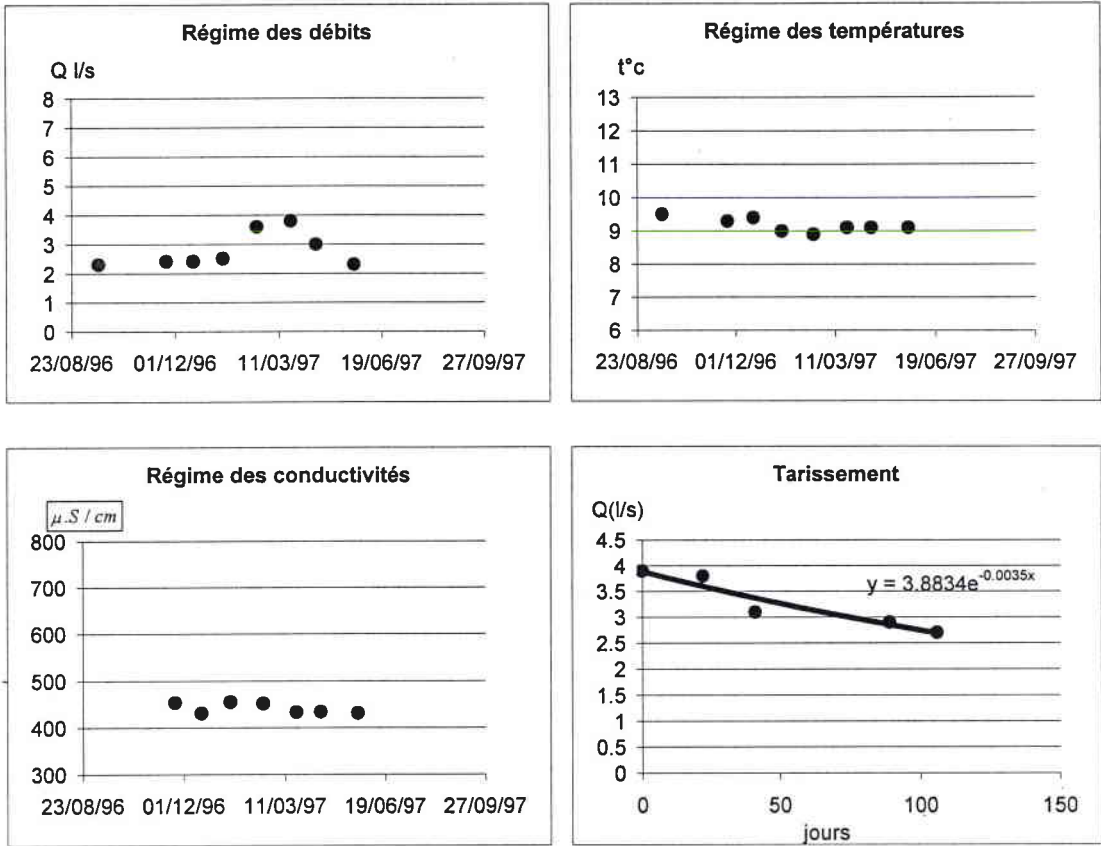 Régime des débits
Q l/s
8
7
6
5
4
3
2
1
0
23/08/96 01/12/96 11/03/97 19/06/97 27/09/97
Régime des températures
t°c
13
12
11
10
9
8
7
6
23/08/96 01/12/96 11/03/97 19/06/97 27/09/97
Régime des conductivités
μ.S / cm
800
700
600
500
400
300
23/08/96 01/12/96 11/03/97 19/06/97 27/09/97
Tarissement
Q(l/s)
4.5
4
3.5
3
2.5
2
1.5
1
0.5
0
y = 3.8834e^-0.0035x
0 50 100 150
jours